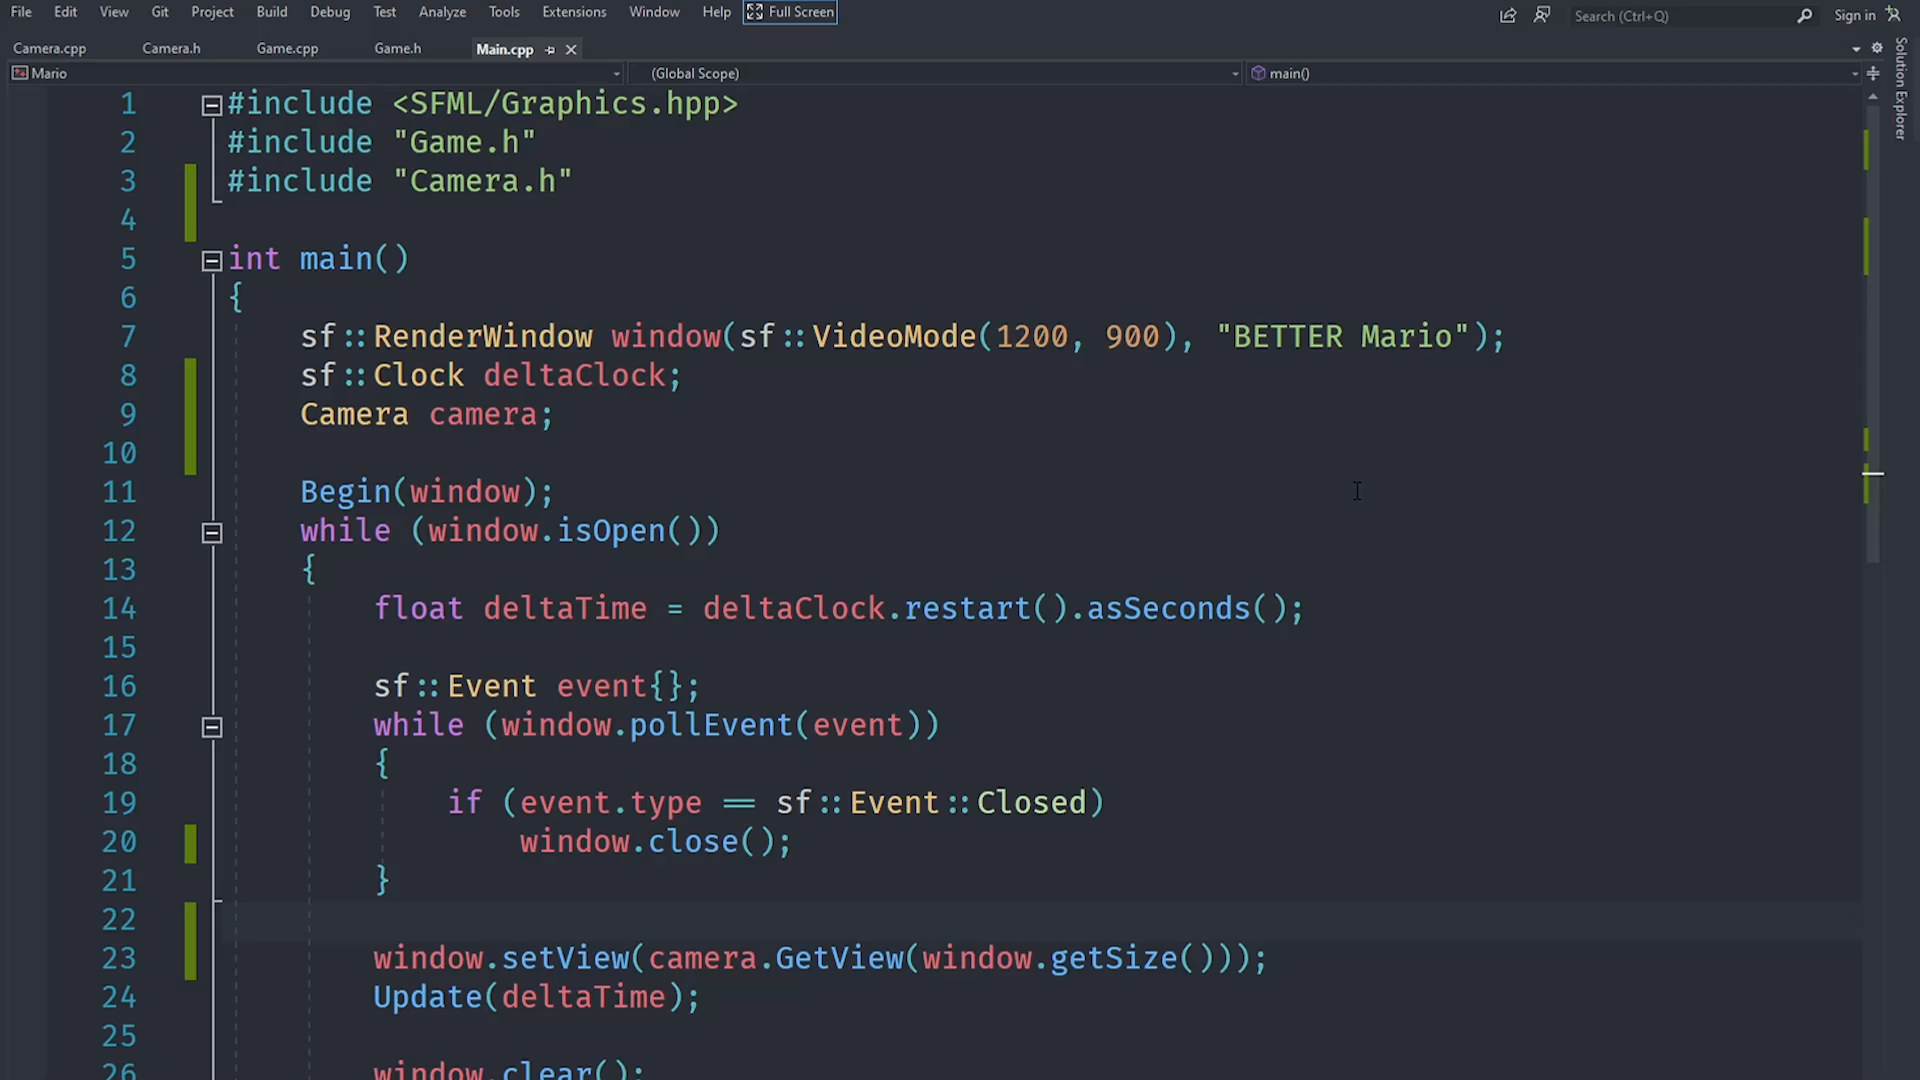 File Edit View Git Project Build Debug Test Analyze Tools Extensions Window Help Full Screen Search (Ctrl+Q) Sign in
Camera.cpp Camera.h Game.cpp Game.h Main.cpp
Mario (Global Scope) main()
Solution Explorer
1 #include <SFML/Graphics.hpp>
2 #include "Game.h"
3 #include "Camera.h"
4
5 int main()
6 {
7 sf::RenderWindow window(sf::VideoMode(1200, 900), "BETTER Mario");
8 sf::Clock deltaClock;
9 Camera camera;
10
11 Begin(window);
12 while (window.isOpen())
13 {
14 float deltaTime = deltaClock.restart().asSeconds();
15
16 sf::Event event{};
17 while (window.pollEvent(event))
18 {
19 if (event.type == sf::Event::Closed)
20 window.close();
21 }
22
23 window.setView(camera.GetView(window.getSize()));
24 Update(deltaTime);
25
26 window.clear();